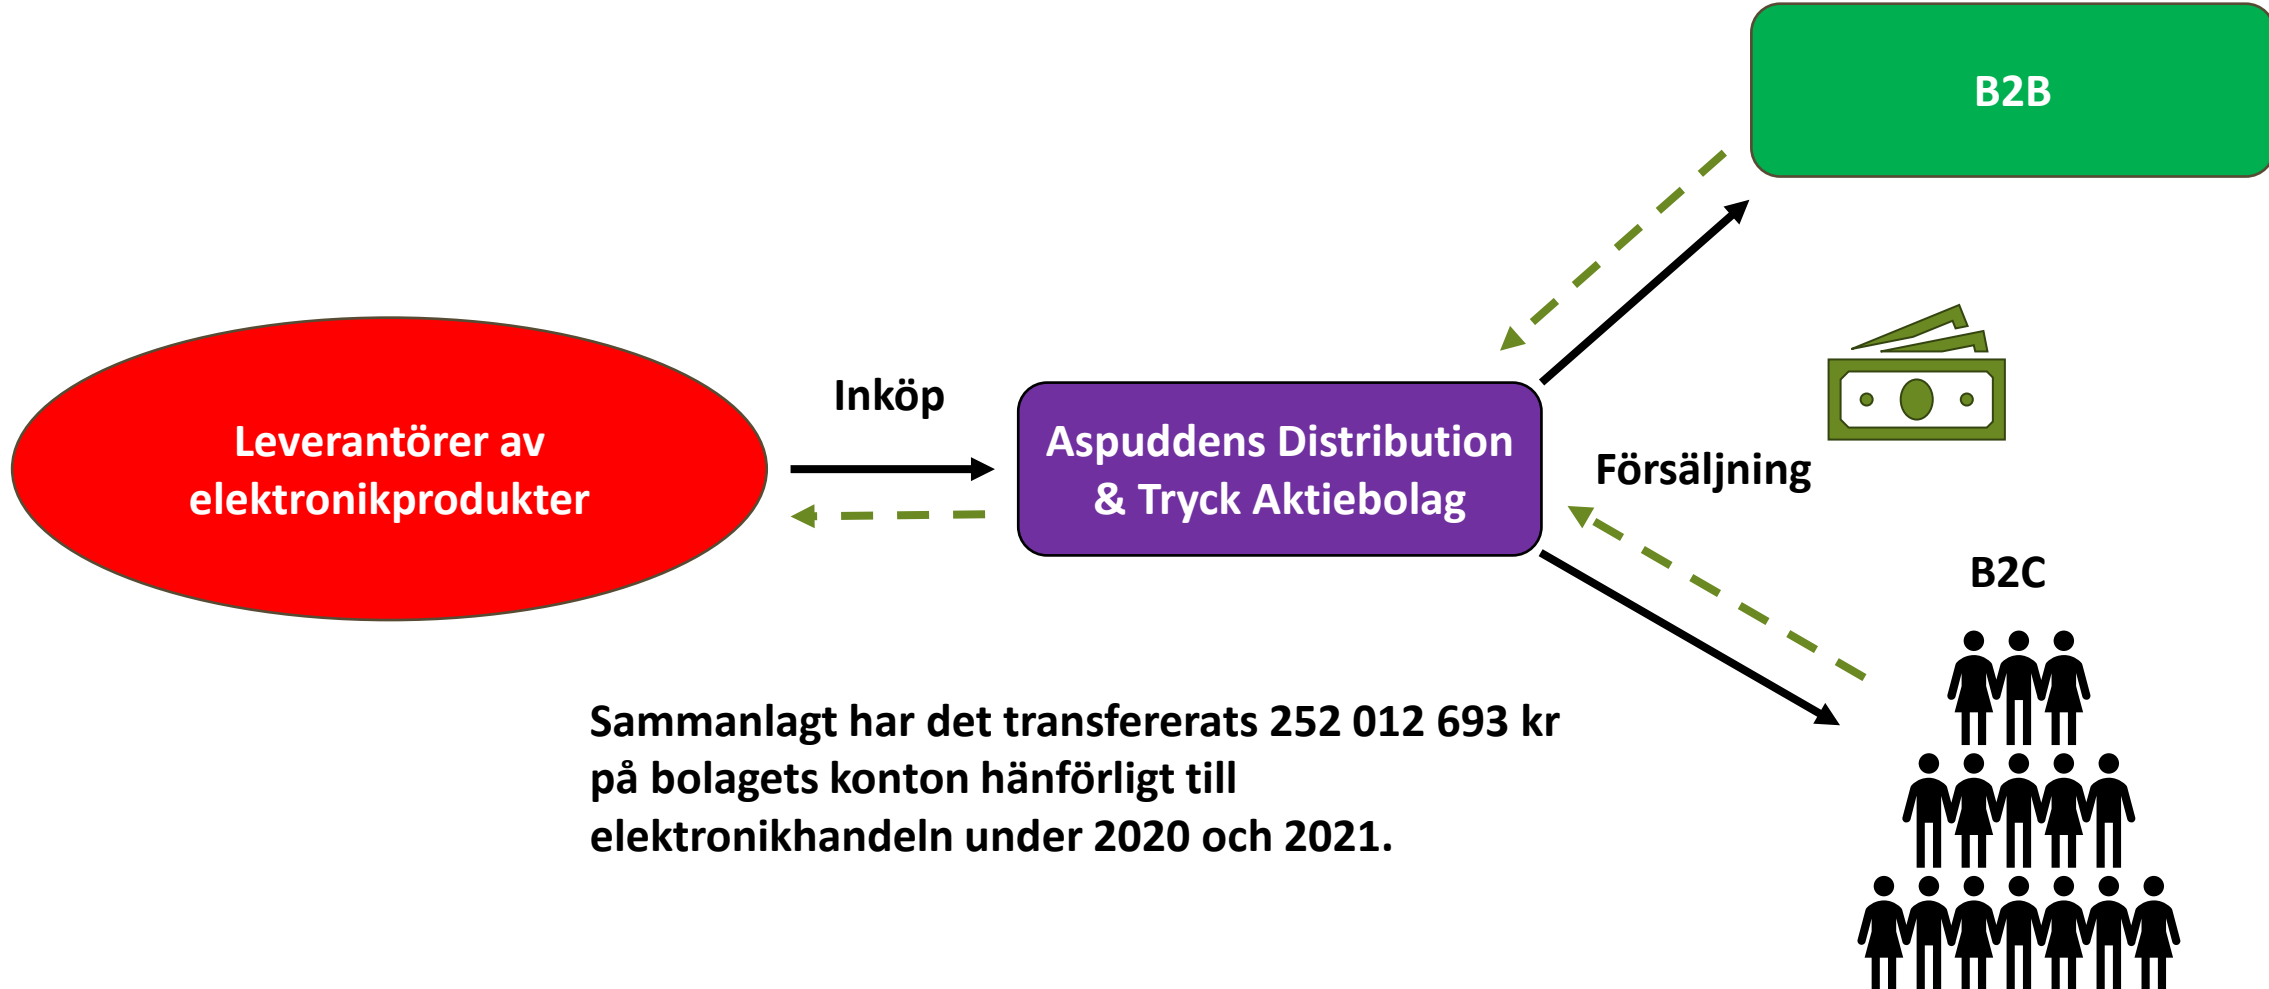 B2B
Inköp
Leverantörer av
elektronikprodukter
Aspuddens Distribution
& Tryck Aktiebolag
Försäljning
B2C
Sammanlagt har det transfererats 252 012 693 kr
på bolagets konton hänförligt till
elektronikhandeln under 2020 och 2021.